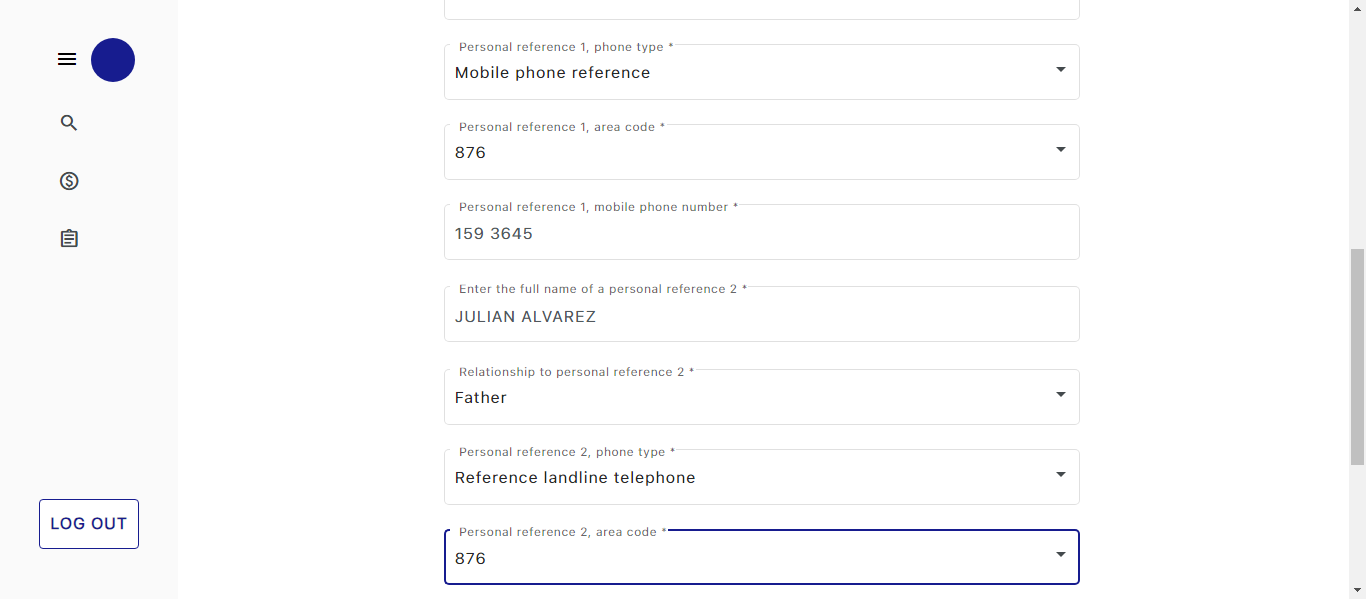 Personal reference 1, phone type *
Mobile phone reference
Personal reference 1, area code *
876
Personal reference 1, mobile phone number *
159 3645
Enter the full name of a personal reference 2 *
JULIAN ALVAREZ
Relationship to personal reference 2 *
Father
Personal reference 2, phone type *
Reference landline telephone
LOG OUT
Personal reference 2, area code *
876